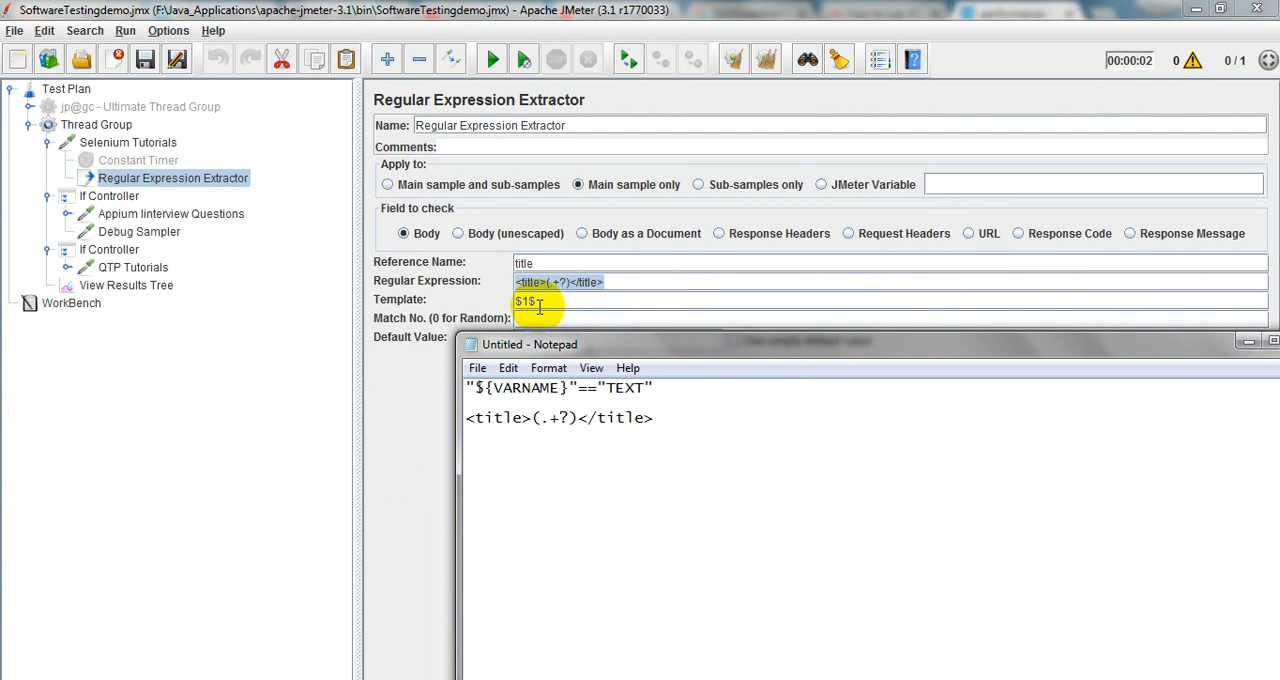 SoftwareTestingdemo.jmx (F:\Java_Applications\apache-jmeter-3.1\bin\SoftwareTestingdemo.jmx) - Apache JMeter (3.1 r1770033)
File Edit Search Run Options Help
00:00:02 0 0 / 1
Test Plan
jp@gc - Ultimate Thread Group
Thread Group
Selenium Tutorials
Constant Timer
Regular Expression Extractor
If Controller
Appium Iinterview Questions
Debug Sampler
If Controller
QTP Tutorials
View Results Tree
WorkBench
Regular Expression Extractor
Name: Regular Expression Extractor
Comments:
Apply to:
Main sample and sub-samples Main sample only Sub-samples only JMeter Variable
Field to check
Body Body (unescaped) Body as a Document Response Headers Request Headers URL Response Code Response Message
Reference Name: title
Regular Expression: <title>(.+?)</title>
Template: $1$
Match No. (0 for Random):
Default Value:
Untitled - Notepad
File Edit Format View Help
"${VARNAME}"=="TEXT"
<title>(.+?)</title>